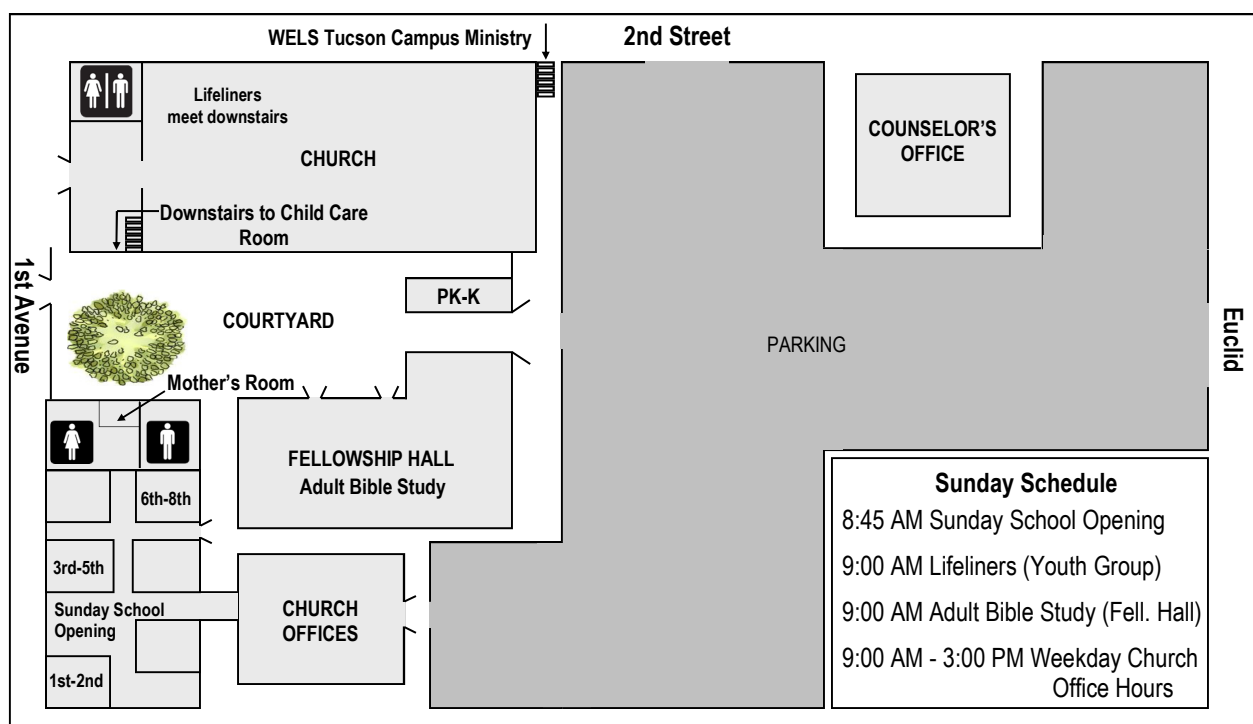 WELS Tucson Campus Ministry
2nd Street
Lifeliners
meet downstairs
CHURCH
COUNSELOR'S
OFFICE
Downstairs to Child Care
Room
1st Avenue
PK-K
COURTYARD
PARKING
Euclid
Mother's Room
FELLOWSHIP HALL
Adult Bible Study
6th-8th
3rd-5th
Sunday School
Opening
1st-2nd
CHURCH
OFFICES
Sunday Schedule
8:45 AM Sunday School Opening
9:00 AM Lifeliners (Youth Group)
9:00 AM Adult Bible Study (Fell. Hall)
9:00 AM - 3:00 PM Weekday Church
Office Hours